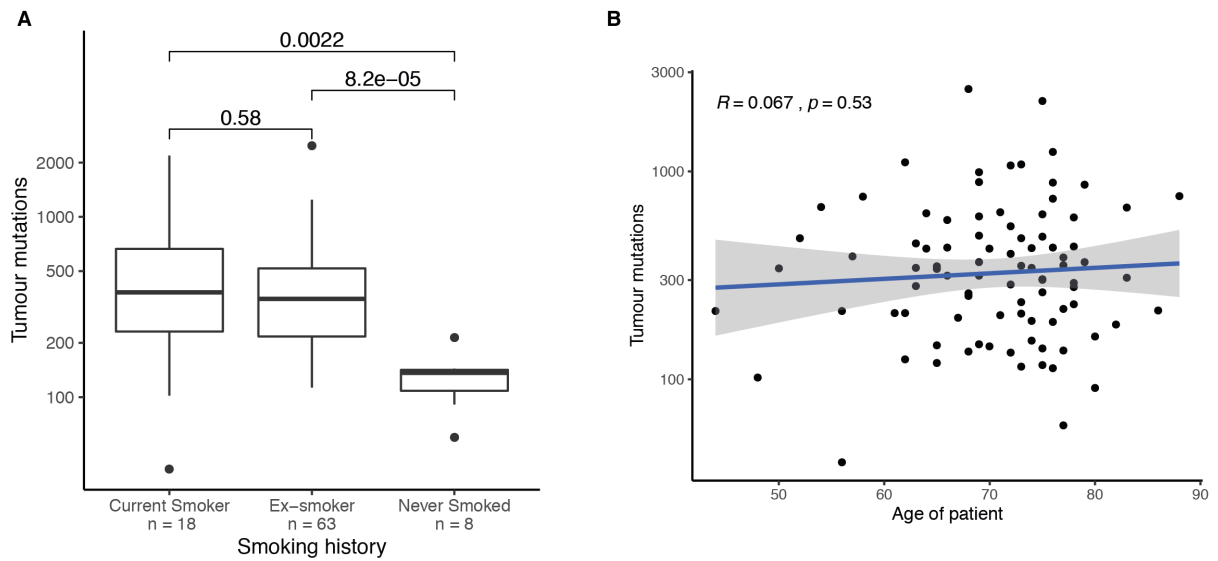 A
0.0022
8.2e−05
0.58
2000
1000
500
200
100
Tumour mutations
Current Smoker
n = 18
Ex−smoker
n = 63
Never Smoked
n = 8
Smoking history
B
R = 0.067 , p = 0.53
3000
1000
300
100
Tumour mutations
50 60 70 80 90
Age of patient